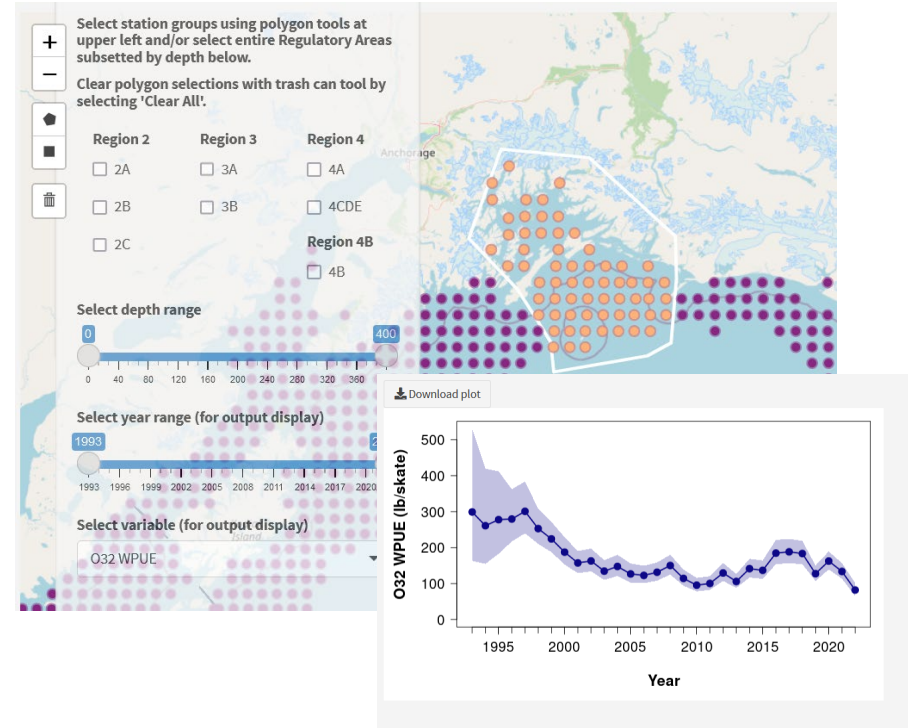 Select station groups using polygon tools at
upper left and/or select entire Regulatory Areas
subsetted by depth below.
Clear polygon selections with trash can tool by
selecting 'Clear All'.
+
−
Region 2 Region 3 Region 4
Anchorage
2A 3A 4A
2B 3B 4CDE
2C Region 4B
4B
Select depth range
0 400
0 40 80 120 160 200 240 280 320 360
Select year range (for output display)
1993 2
1993 1996 1999 2002 2005 2008 2011 2014 2017 2020
Select variable (for output display)
Island
O32 WPUE
Download plot
O32 WPUE (lb/skate)
500
400
300
200
100
0
1995 2000 2005 2010 2015 2020
Year